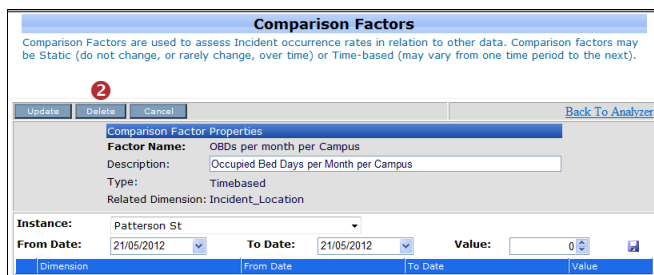 Comparison Factors
Comparison Factors are used to assess Incident occurrence rates in relation to other data. Comparison factors may
be Static (do not change, or rarely change, over time) or Time-based (may vary from one time period to the next).
2
Update Delete Cancel Back To Analyzer
Comparison Factor Properties
Factor Name: OBDs per month per Campus
Description: Occupied Bed Days per Month per Campus
Type: Timebased
Related Dimension: Incident_Location
Instance: Patterson St
From Date: 21/05/2012 To Date: 21/05/2012 Value: 0
Dimension From Date To Date Value